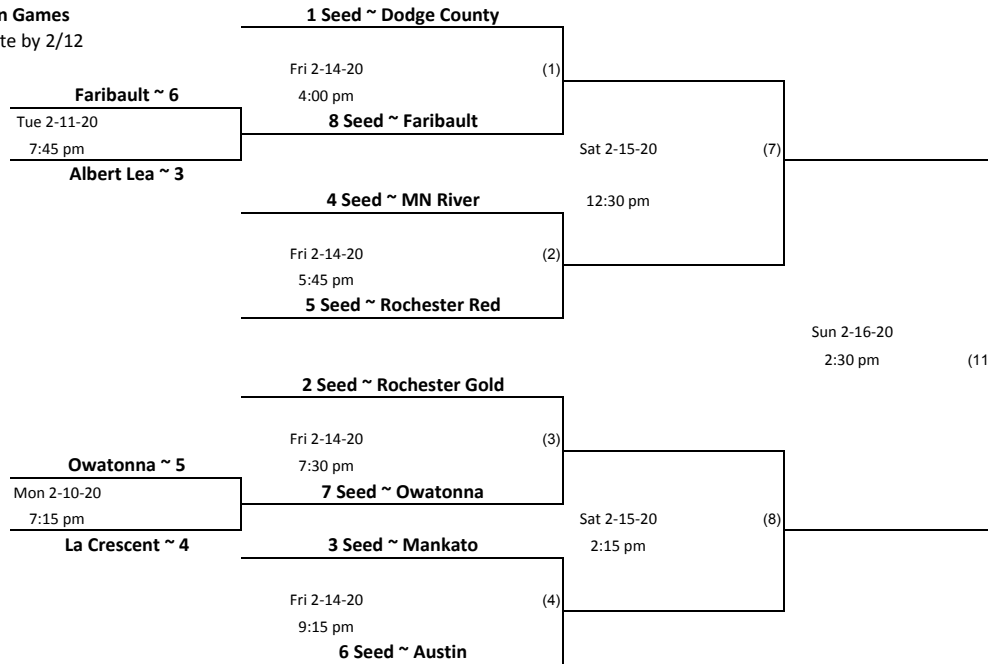 n Games
te by 2/12
1 Seed ~ Dodge County
Fri 2-14-20 (1)
4:00 pm
Faribault ~ 6
Tue 2-11-20
7:45 pm
Albert Lea ~ 3
8 Seed ~ Faribault
Sat 2-15-20 (7)
12:30 pm
4 Seed ~ MN River
Fri 2-14-20 (2)
5:45 pm
5 Seed ~ Rochester Red
Sun 2-16-20
2:30 pm (11
2 Seed ~ Rochester Gold
Fri 2-14-20 (3)
7:30 pm
Owatonna ~ 5
Mon 2-10-20
7:15 pm
La Crescent ~ 4
7 Seed ~ Owatonna
Sat 2-15-20 (8)
2:15 pm
3 Seed ~ Mankato
Fri 2-14-20 (4)
9:15 pm
6 Seed ~ Austin